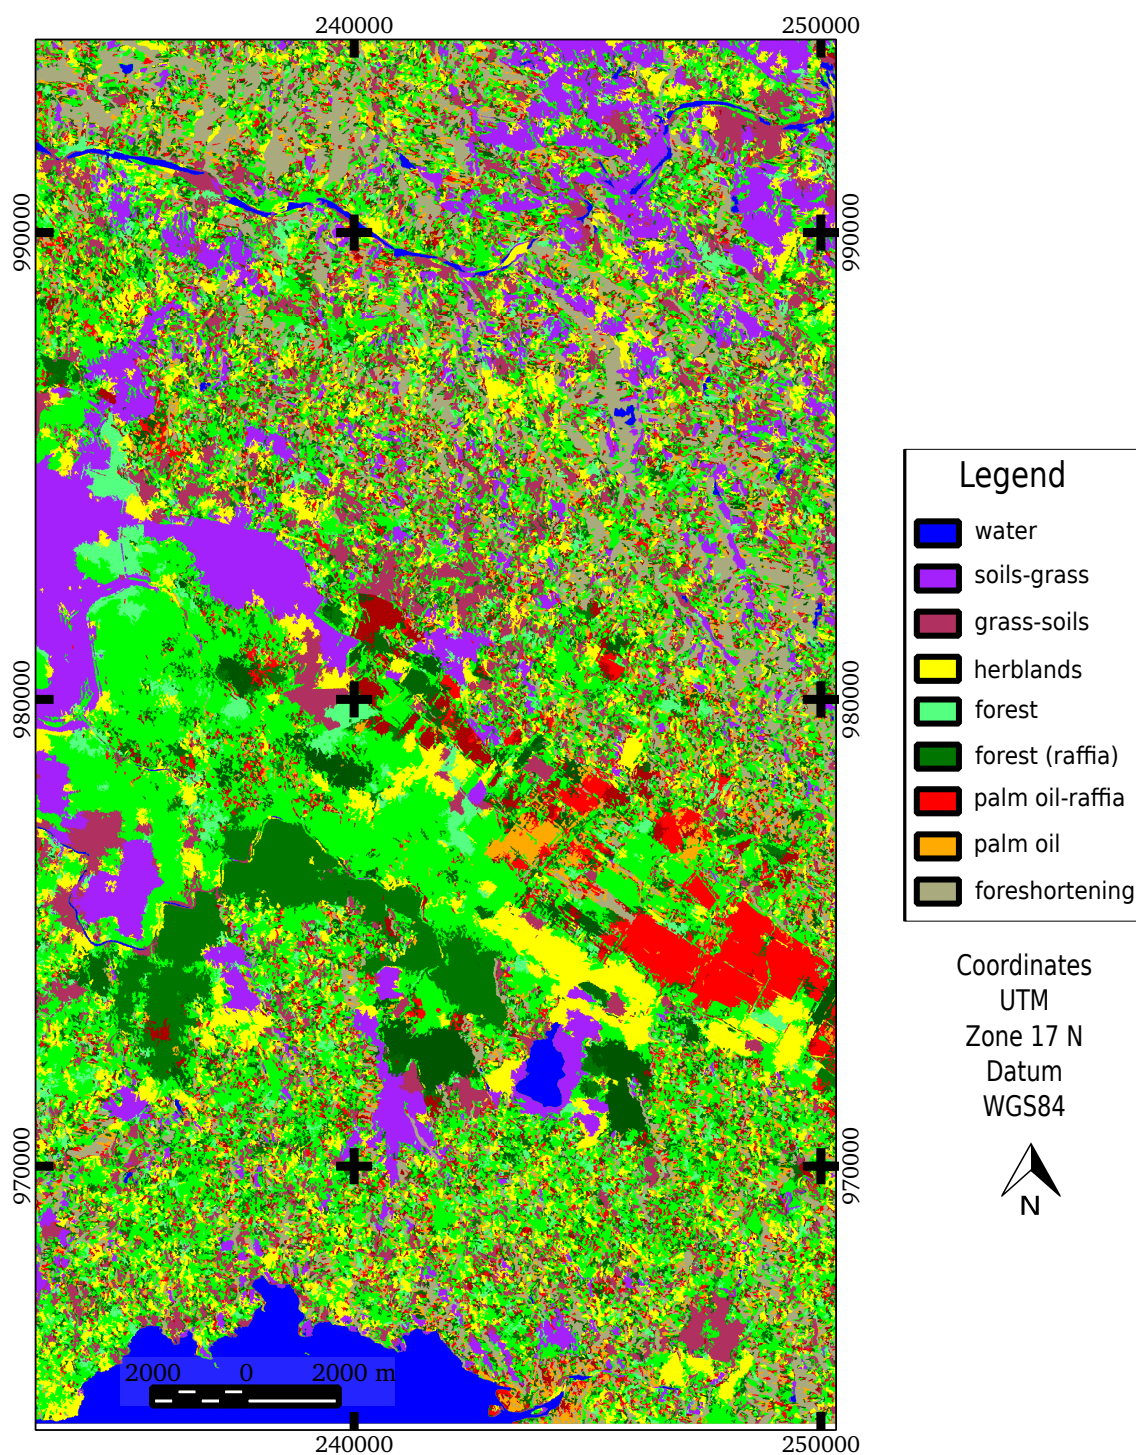 240000 250000
990000 990000
980000 980000
970000 970000
Legend
water
soils-grass
grass-soils
herblands
forest
forest (raffia)
palm oil-raffia
palm oil
foreshortening
Coordinates
UTM
Zone 17 N
Datum
WGS84
N
2000 0 2000 m
240000 250000